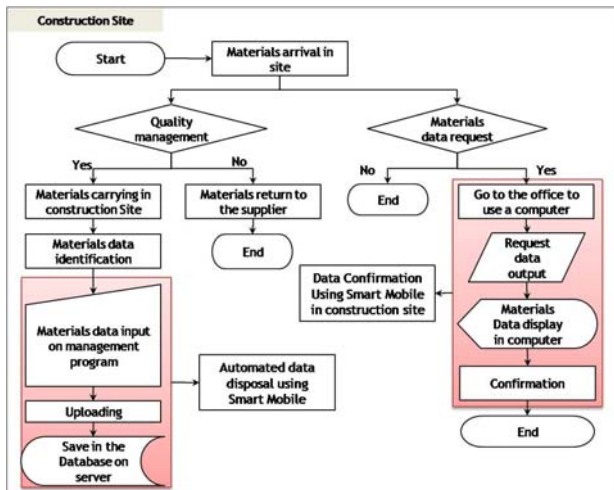 Construction Site
Start
Materials arrival in
site
Quality
management
Materials
data request
Yes
No
No
Yes
Materials carrying in
construction Site
Materials return to
the supplier
End
Go to the office to
use a computer
Materials data
identification
End
Request
data
output
Data Confirmation
Using Smart Mobile
in construction site
Materials
Data display
in computer
Materials data input
on management
program
Automated data
disposal using
Smart Mobile
Confirmation
Uploading
End
Save in the
Database on
server